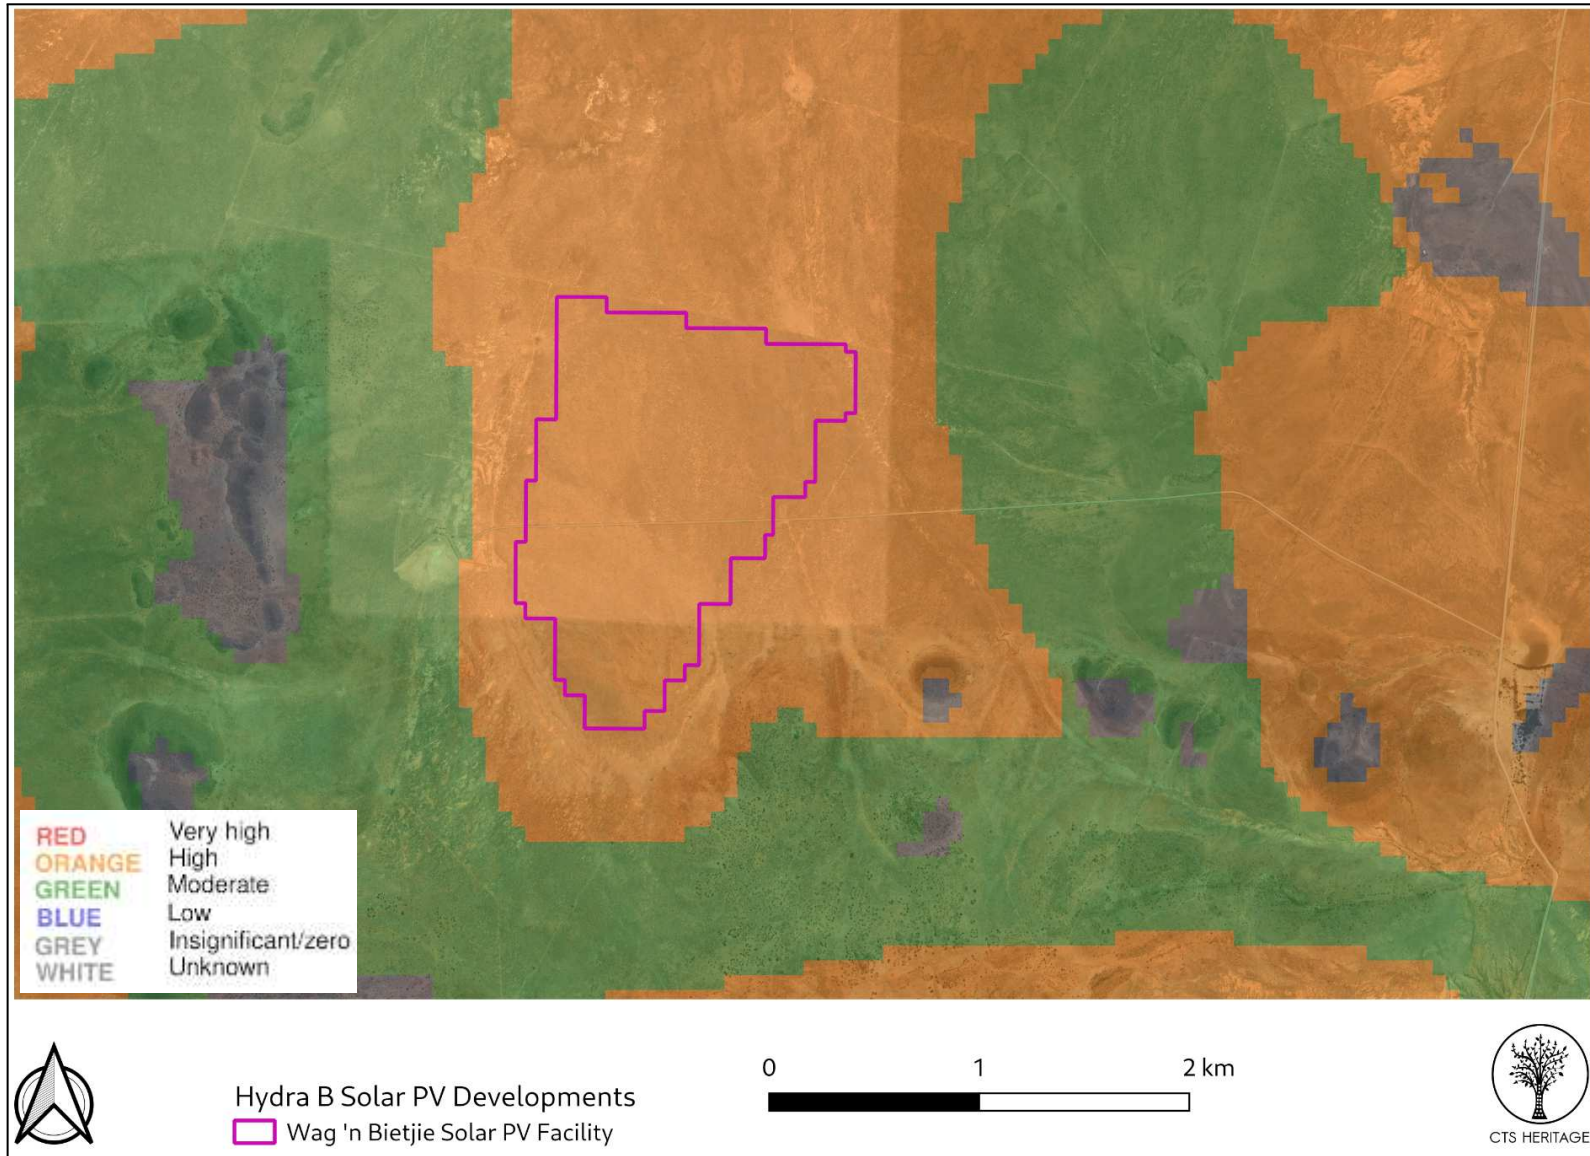 RED Very high
ORANGE High
GREEN Moderate
BLUE Low
GREY Insignificant/zero
WHITE Unknown
Hydra B Solar PV Developments
Wag 'n Bietjie Solar PV Facility
0 1 2 km
CTS HERITAGE